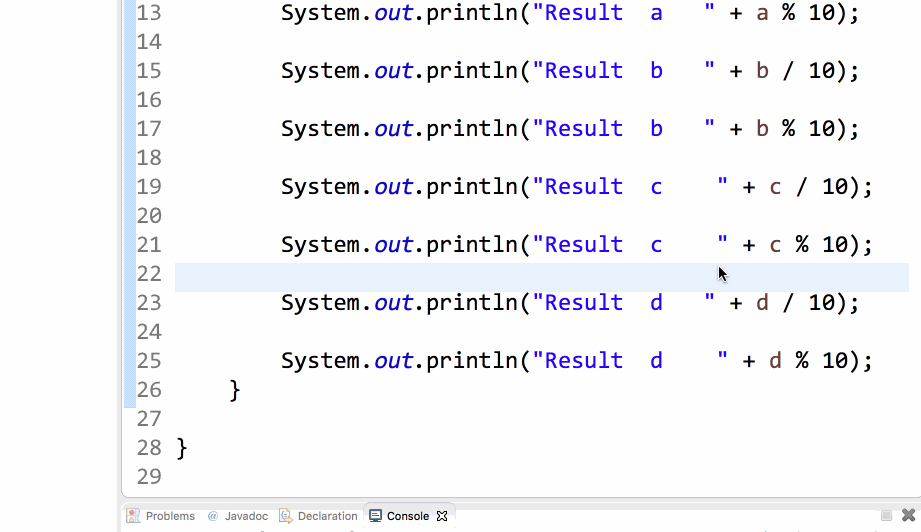 13 System.out.println("Result  a   " + a % 10);
14
15 System.out.println("Result  b   " + b / 10);
16
17 System.out.println("Result  b   " + b % 10);
18
19 System.out.println("Result  c    " + c / 10);
20
21 System.out.println("Result  c    " + c % 10);
22
23 System.out.println("Result  d   " + d / 10);
24
25 System.out.println("Result  d    " + d % 10);
26 }
27
28 }
29
Problems @ Javadoc Declaration Console